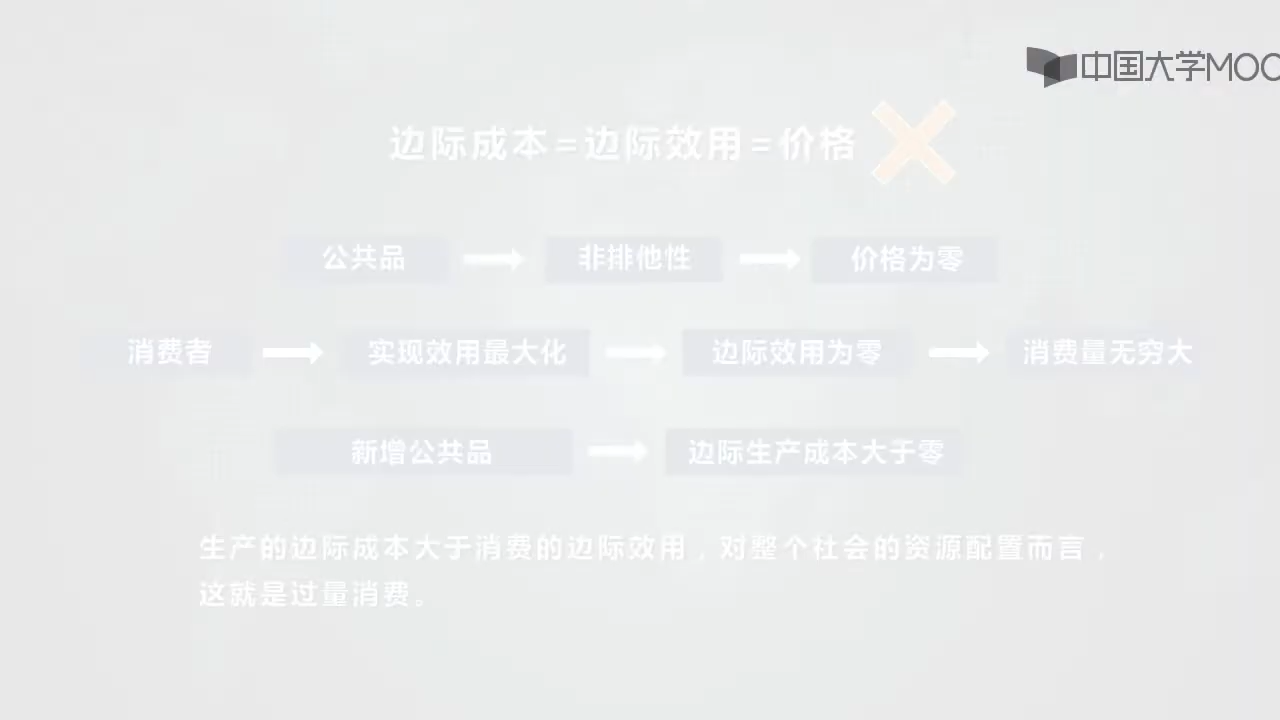 中国大学MOO
边际成本=边际效用=价格
公共品 非排他性 价格为零
消费者 实现效用最大化 边际效用为零 消费量无穷大
新增公共品 边际生产成本大于零
生产的边际成本大于消费的边际效用，对整个社会的资源配置而言，
这就是过量消费。